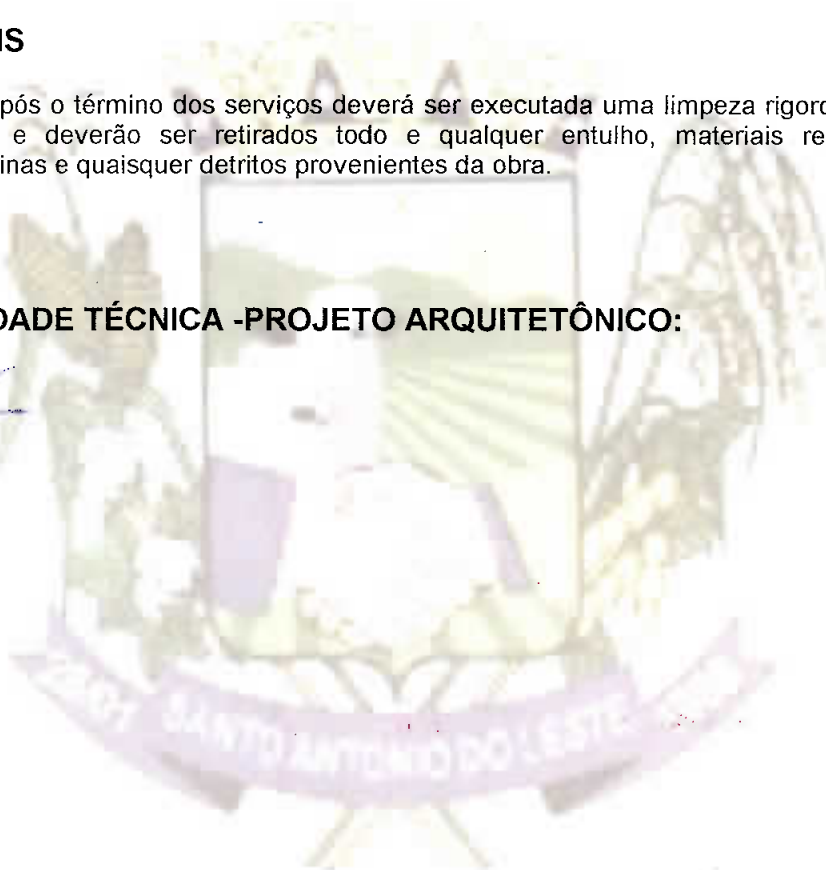 IS
pós o término dos serviços deverá ser executada uma limpeza rigoro
e deverão ser retirados todo e qualquer entulho, materiais re
inas e quaisquer detritos provenientes da obra.
DADE TÉCNICA -PROJETO ARQUITETÔNICO:
SANTO ANTONIO DO LESTE